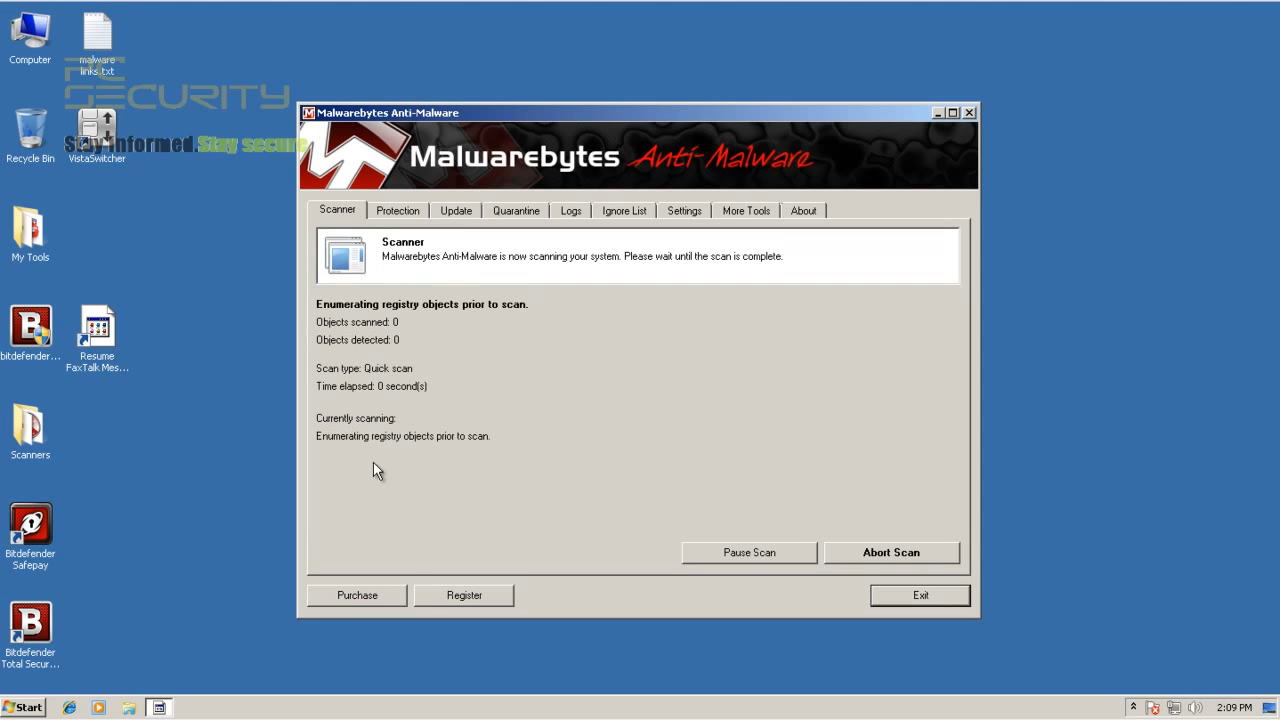 Computer
malware
links.txt
PC
SECURITY
Stay informed.Stay secure
Recycle Bin
VistaSwitcher
My Tools
bitdefender...
Resume
FaxTalk Mes...
Scanners
Bitdefender
Safepay
Bitdefender
Total Secur...
Malwarebytes Anti-Malware
Malwarebytes Anti-Malware
Scanner
Protection
Update
Quarantine
Logs
Ignore List
Settings
More Tools
About
Scanner
Malwarebytes Anti-Malware is now scanning your system. Please wait until the scan is complete.
Enumerating registry objects prior to scan.
Objects scanned: 0
Objects detected: 0
Scan type: Quick scan
Time elapsed: 0 second(s)
Currently scanning:
Enumerating registry objects prior to scan.
Pause Scan
Abort Scan
Purchase
Register
Exit
Start
2:09 PM